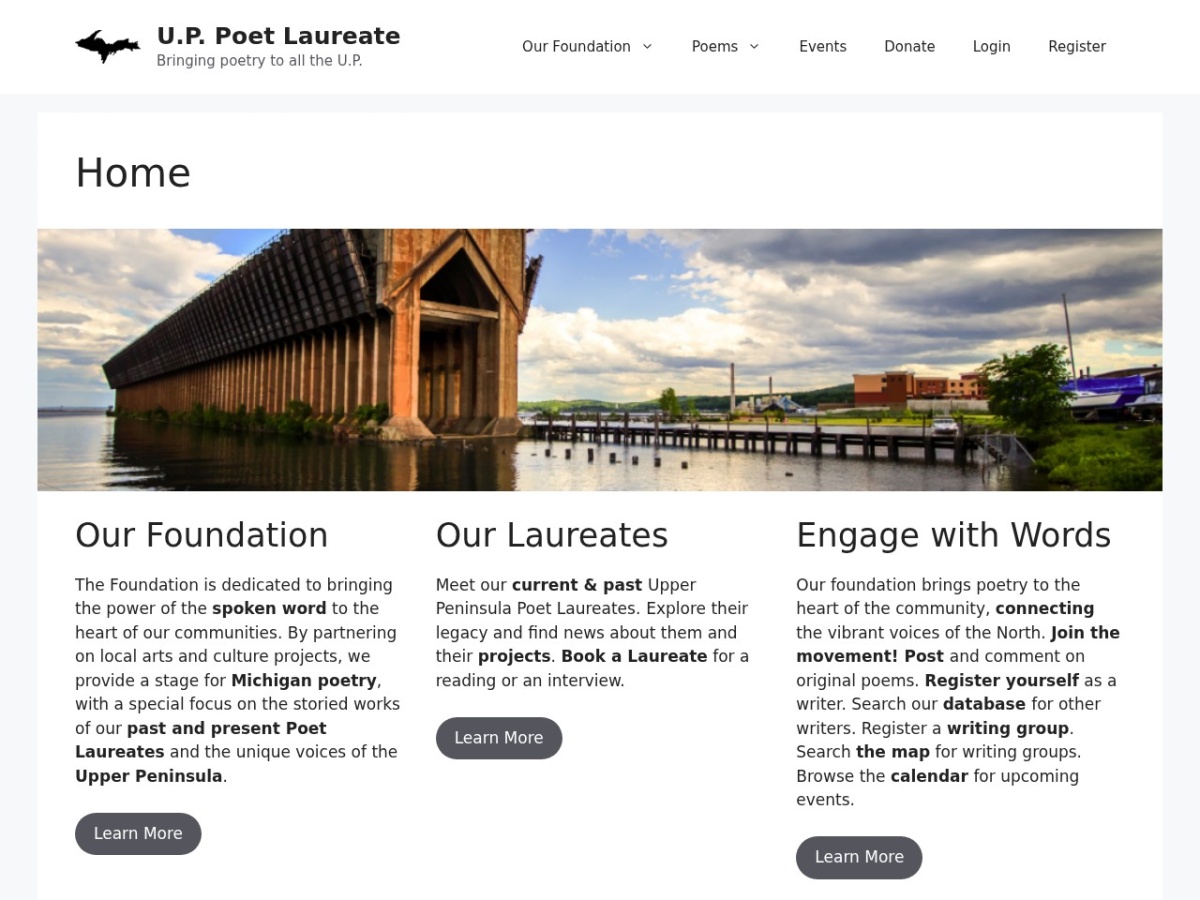 U.P. Poet Laureate
Bringing poetry to all the U.P.
Our Foundation
Poems
Events
Donate
Login
Register
Home
Our Foundation
The Foundation is dedicated to bringing
the power of the spoken word to the
heart of our communities. By partnering
on local arts and culture projects, we
provide a stage for Michigan poetry,
with a special focus on the storied works
of our past and present Poet
Laureates and the unique voices of the
Upper Peninsula.
Learn More
Our Laureates
Meet our current & past Upper
Peninsula Poet Laureates. Explore their
legacy and find news about them and
their projects. Book a Laureate for a
reading or an interview.
Learn More
Engage with Words
Our foundation brings poetry to the
heart of the community, connecting
the vibrant voices of the North. Join the
movement! Post and comment on
original poems. Register yourself as a
writer. Search our database for other
writers. Register a writing group.
Search the map for writing groups.
Browse the calendar for upcoming
events.
Learn More